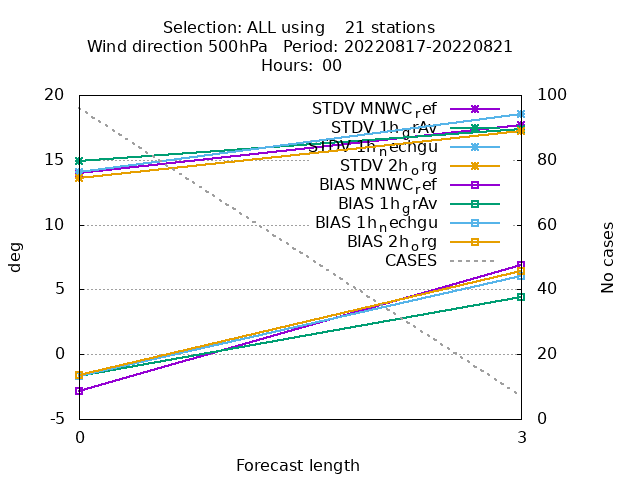 Selection: ALL using 21 stations
Wind direction 500hPa Period: 20220817-20220821
Hours: 00
20
15
10
5
0
-5
deg
100
80
60
40
20
0
No cases
STDV MNWC_ref
STDV 1h_grAv
STDV 1h_nechgu
STDV 2h_org
BIAS MNWC_ref
BIAS 1h_grAv
BIAS 1h_nechgu
BIAS 2h_org
CASES
0
3
Forecast length